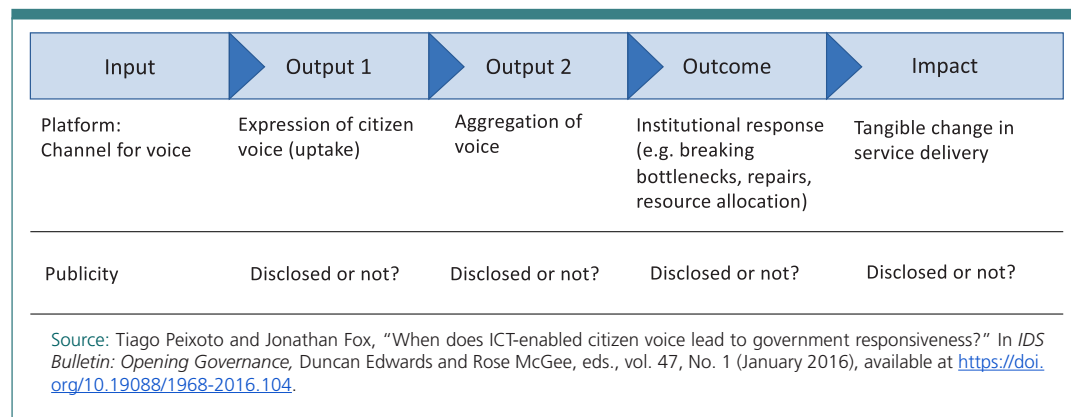 Input
Output 1
Output 2
Outcome
Impact
Platform:
Channel for voice
Expression of citizen
voice (uptake)
Aggregation of
voice
Institutional response
(e.g. breaking
bottlenecks, repairs,
resource allocation)
Tangible change in
service delivery
Publicity
Disclosed or not?
Disclosed or not?
Disclosed or not?
Disclosed or not?
Source: Tiago Peixoto and Jonathan Fox, “When does ICT-enabled citizen voice lead to government responsiveness?” In IDS
Bulletin: Opening Governance, Duncan Edwards and Rose McGee, eds., vol. 47, No. 1 (January 2016), available at https://doi.
org/10.19088/1968-2016.104.